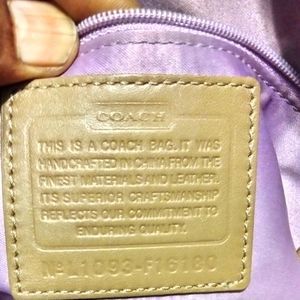 COACH
THIS IS A COACH BAG. IT WAS
HANDCRAFTED IN CHINA FROM THE
FINEST MATERIALS AND LEATHER.
ITS SUPERIOR CRAFTSMANSHIP
REFLECTS OUR COMMITMENT TO
ENDURING QUALITY.
Nº L1093-F16180